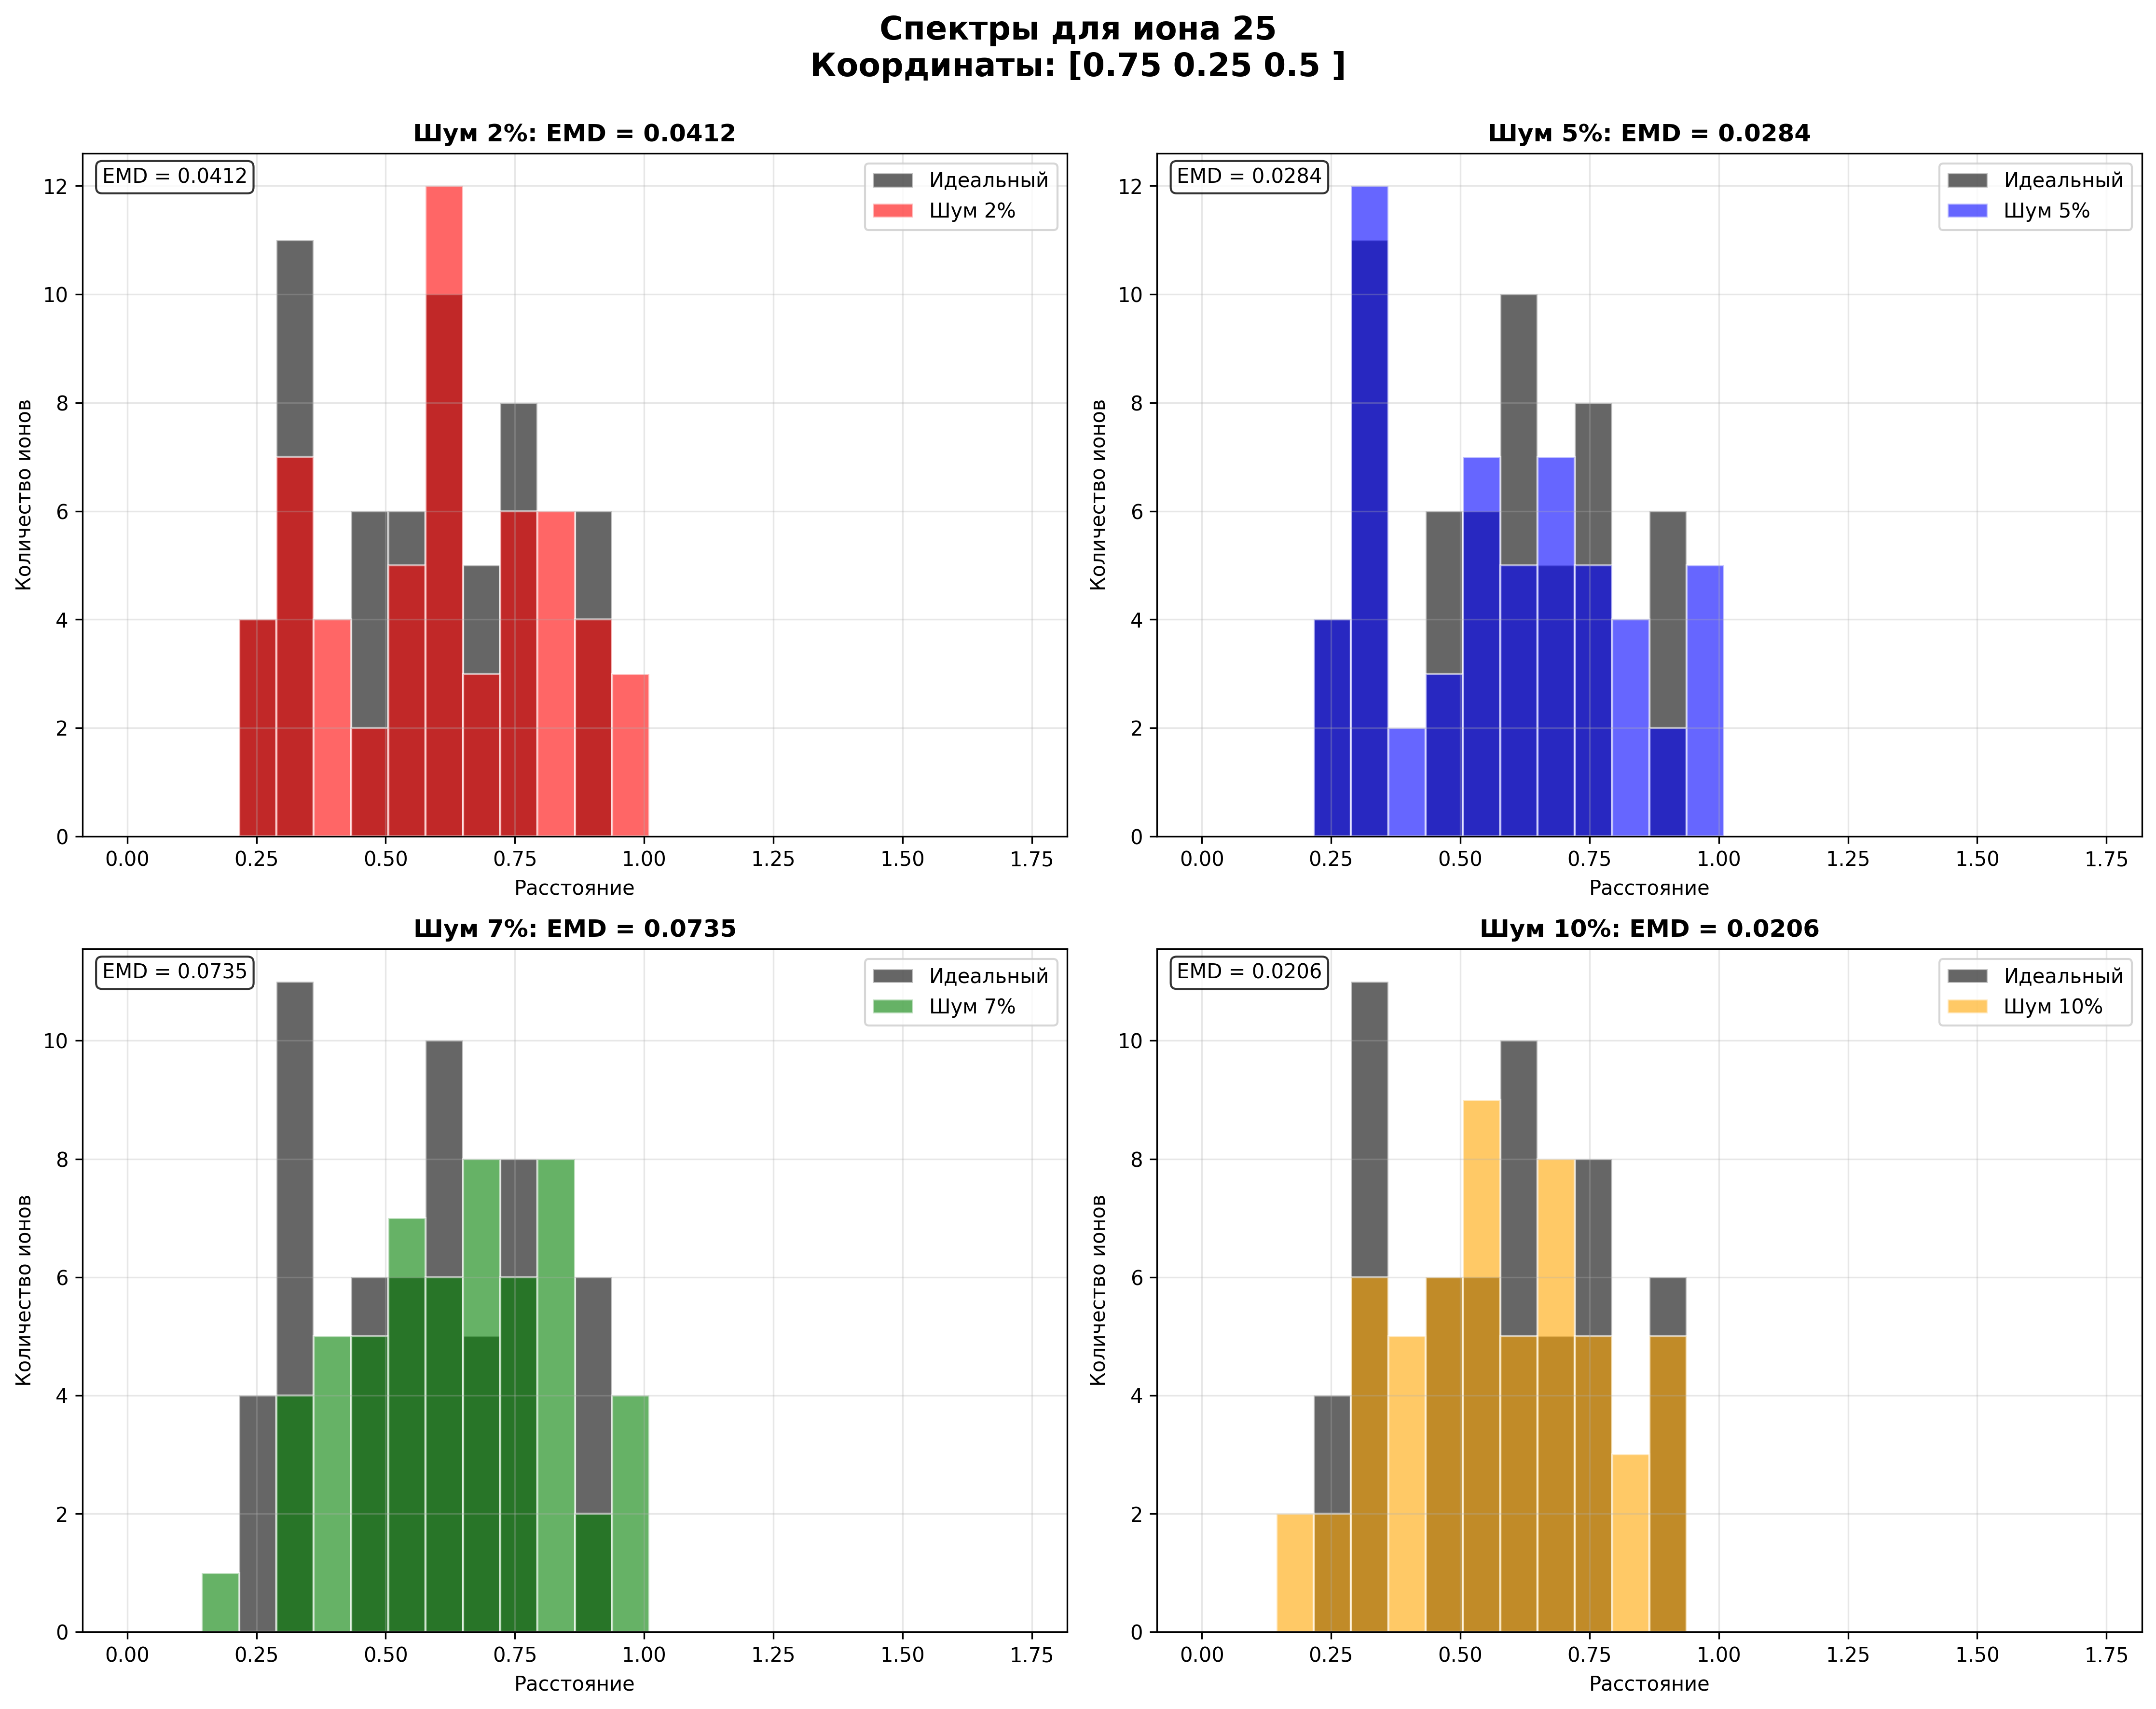 Спектры для иона 25
Координаты: [0.75 0.25 0.5 ]
Шум 2%: EMD = 0.0412
EMD = 0.0412
Идеальный
Шум 2%
Количество ионов
12
10
8
6
4
2
0
0.00 0.25 0.50 0.75 1.00 1.25 1.50 1.75
Расстояние
Шум 5%: EMD = 0.0284
EMD = 0.0284
Идеальный
Шум 5%
Количество ионов
12
10
8
6
4
2
0
0.00 0.25 0.50 0.75 1.00 1.25 1.50 1.75
Расстояние
Шум 7%: EMD = 0.0735
EMD = 0.0735
Идеальный
Шум 7%
Количество ионов
10
8
6
4
2
0
0.00 0.25 0.50 0.75 1.00 1.25 1.50 1.75
Расстояние
Шум 10%: EMD = 0.0206
EMD = 0.0206
Идеальный
Шум 10%
Количество ионов
10
8
6
4
2
0
0.00 0.25 0.50 0.75 1.00 1.25 1.50 1.75
Расстояние